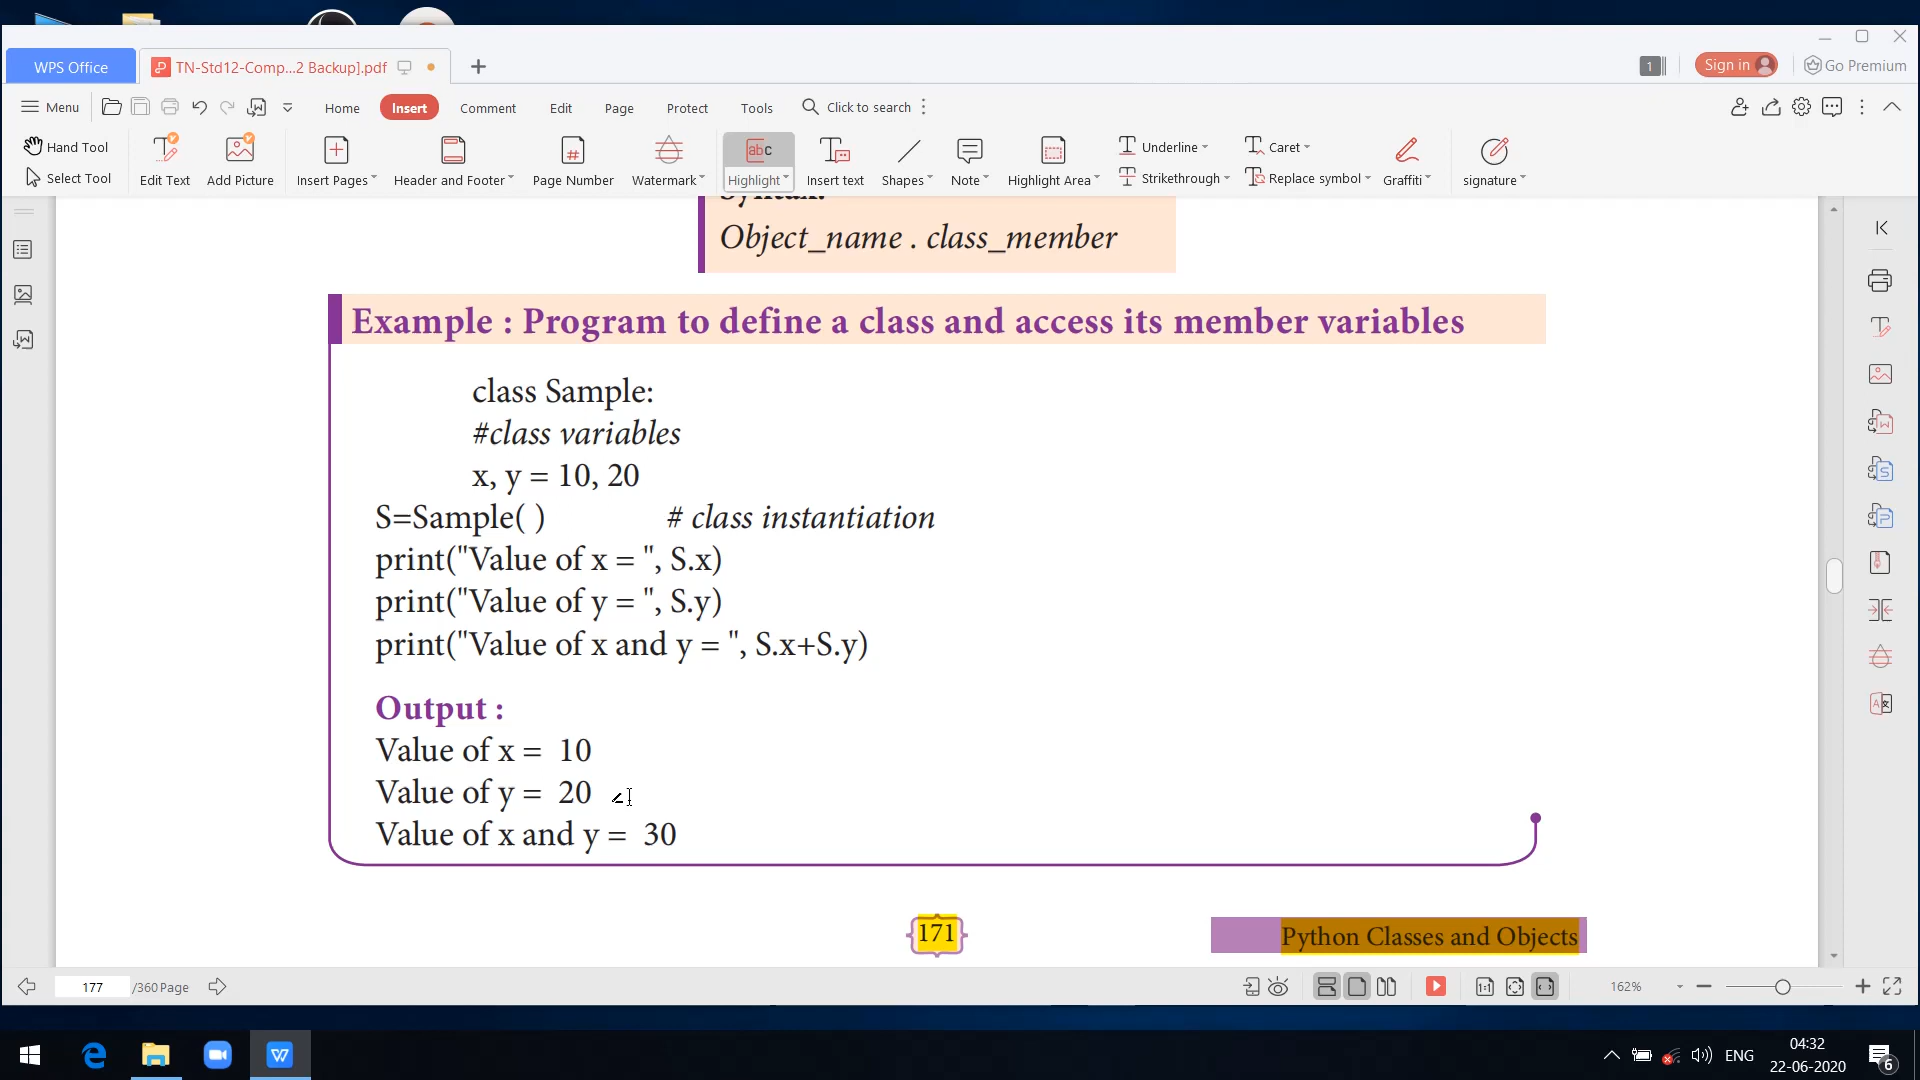 WPS Office
TN-Std12-Comp...2 Backup].pdf
1
Sign in
Go Premium
Menu
Home
Insert
Comment
Edit
Page
Protect
Tools
Click to search
Hand Tool
Select Tool
Edit Text
Add Picture
Insert Pages
Header and Footer
Page Number
Watermark
Highlight
Insert text
Shapes
Note
Highlight Area
Underline
Strikethrough
Caret
Replace symbol
Graffiti
signature
Syntax:
Object_name . class_member
Example : Program to define a class and access its member variables
class Sample:
#class variables
x, y = 10, 20
S=Sample( ) # class instantiation
print("Value of x = ", S.x)
print("Value of y = ", S.y)
print("Value of x and y = ", S.x+S.y)
Output :
Value of x = 10
Value of y = 20
Value of x and y = 30
171
Python Classes and Objects
177 /360Page
162%
ENG
04:32
22-06-2020
6